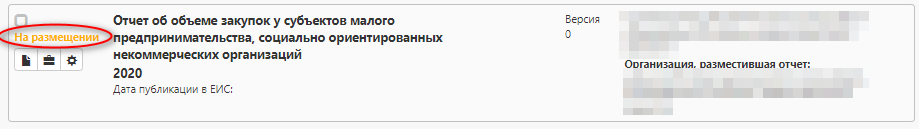 На размещении
Отчет об объеме закупок у субъектов малого
предпринимательства, социально ориентированных
некоммерческих организаций
2020
Дата публикации в ЕИС:
Версия
0
Организация, разместившая отчет: